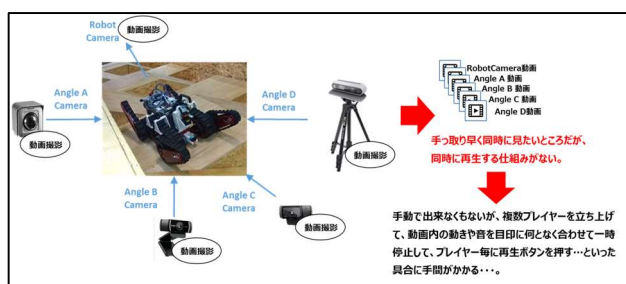 Robot
Camera
動画撮影
Angle A
Camera
動画撮影
Angle D
Camera
動画撮影
Angle B
Camera
動画撮影
Angle C
Camera
動画撮影
RobotCamera動画
Angle A 動画
Angle B 動画
Angle C 動画
Angle D動画
手っ取り早く同時に見たいところだが、
同時に再生する仕組みがない。
手動で出来なくもないが、複数プレイヤーを立ち上げ
て、動画内の動きや音を目印に何となく合わせて一時
停止して、プレイヤー毎に再生ボタンを押す…といった
具合に手間がかかる・・・。